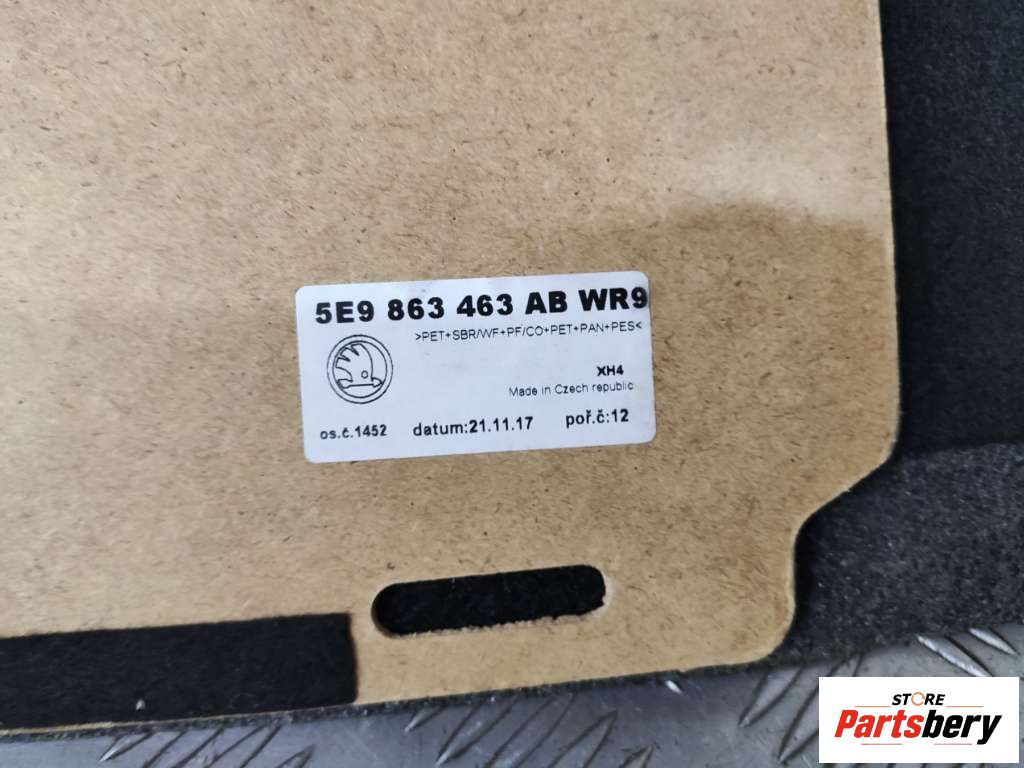 5E9 863 463 AB WR9
>PET+SBR/WF+PF/CO+PET+PAN+PES<
XH4
Made in Czech republic
os.č.1452 datum:21.11.17 poř.č:12
STORE
Partsbery